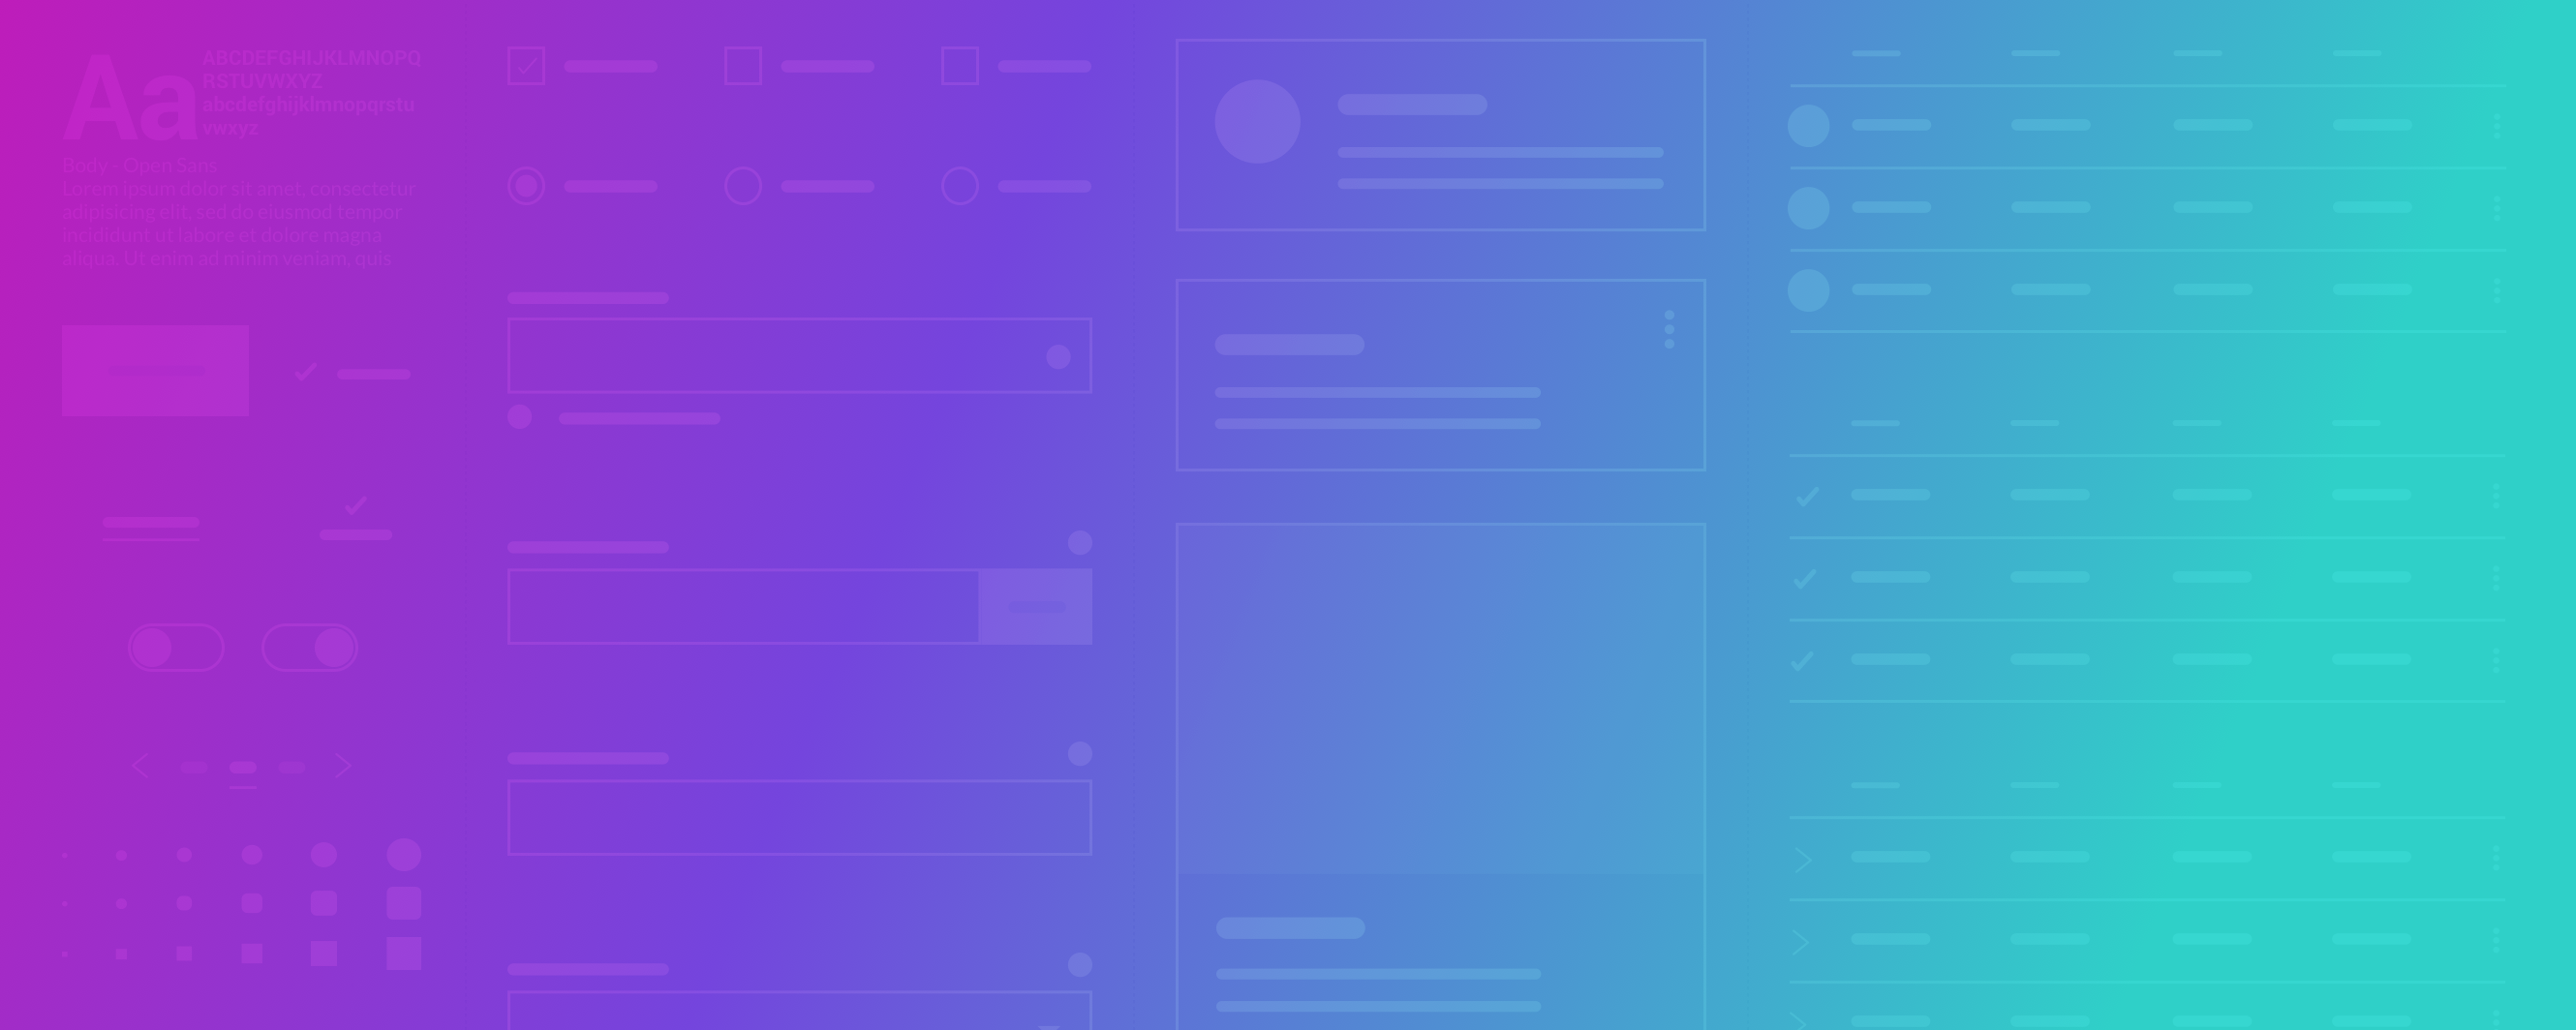 Aa
ABCDEFGHIJKLMNOPQ
RSTUVWXYZ
abcdefghijklmnopqrstu
vwxyz
Body - Open Sans
Lorem ipsum dolor sit amet, consectetur
adipisicing elit, sed do eiusmod tempor
incididunt ut labore et dolore magna
aliqua. Ut enim ad minim veniam, quis